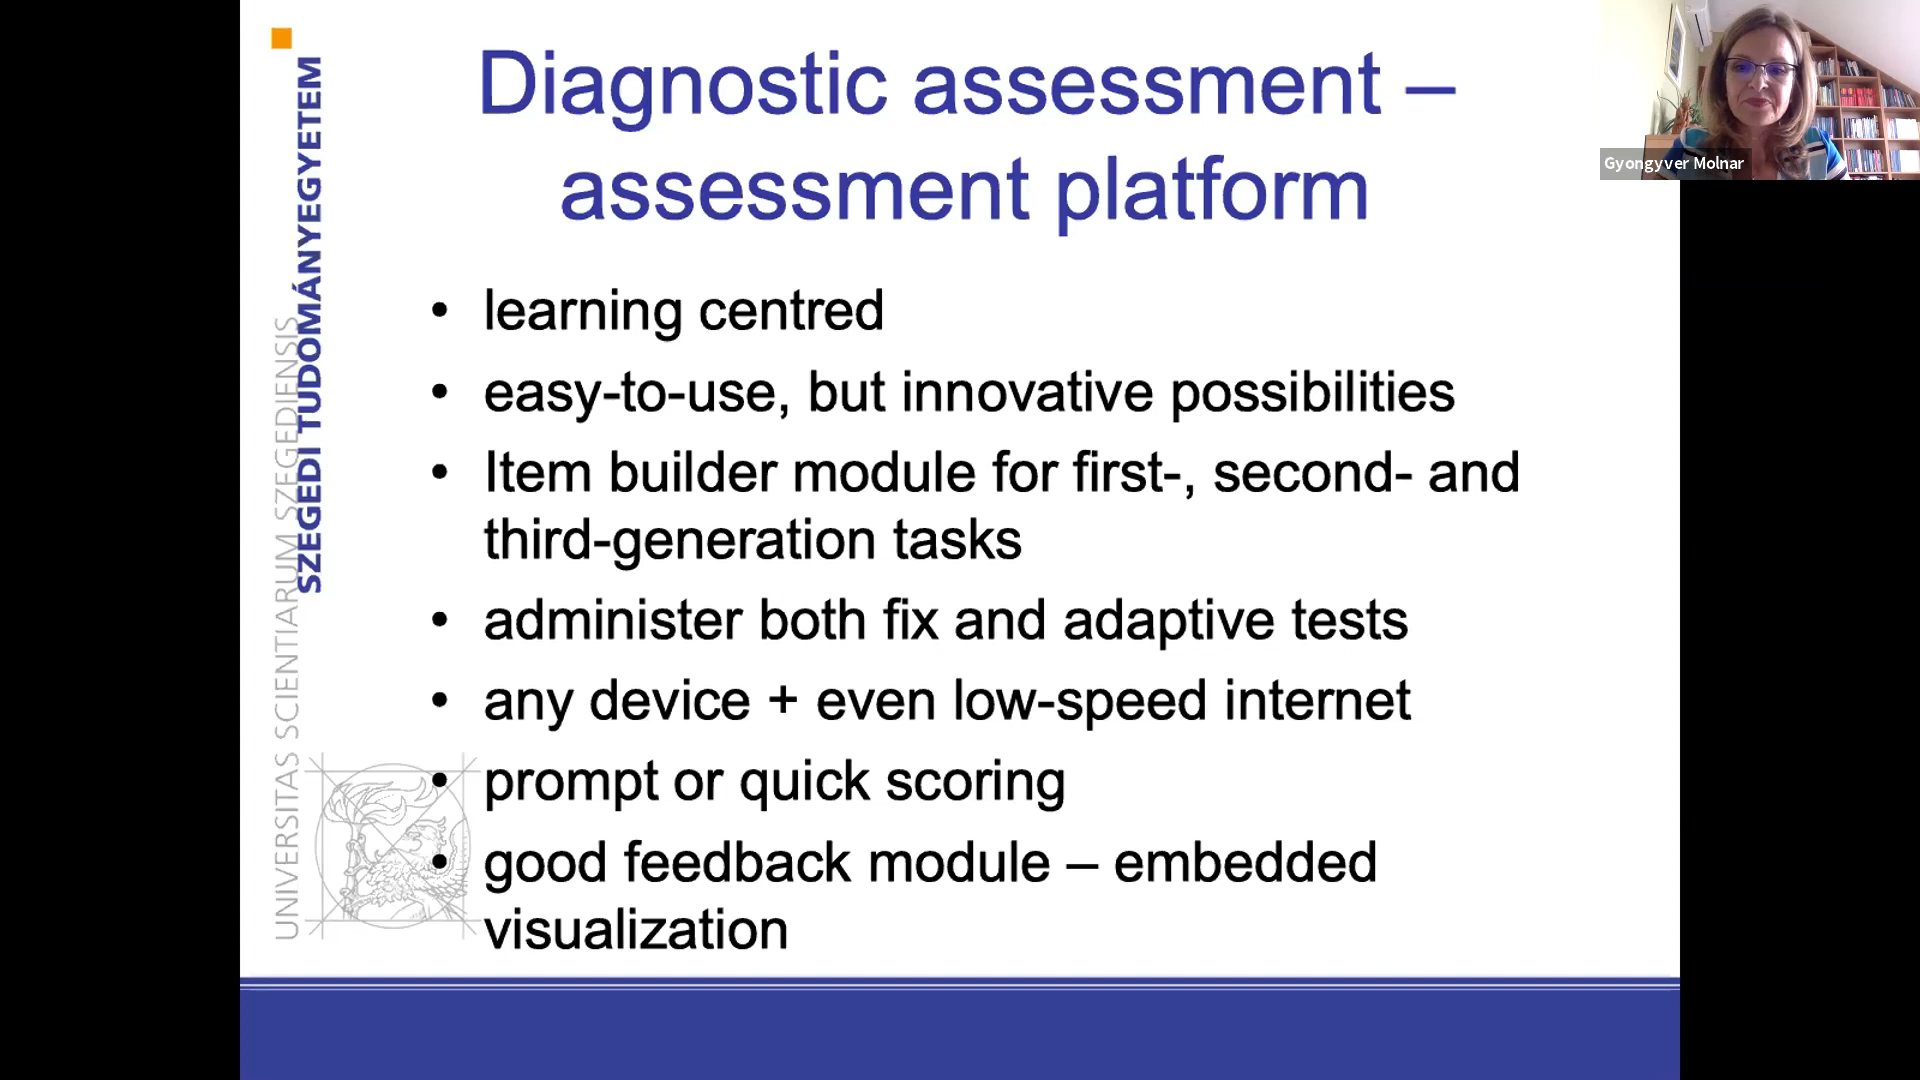 Diagnostic assessment –
assessment platform
• learning centred
• easy-to-use, but innovative possibilities
• Item builder module for first-, second- and
third-generation tasks
• administer both fix and adaptive tests
• any device + even low-speed internet
• prompt or quick scoring
• good feedback module – embedded
visualization
SZEGEDI TUDOMÁNYEGYETEM
UNIVERSITAS SCIENTIARUM SZEGEDIENSIS
Gyongyver Molnar